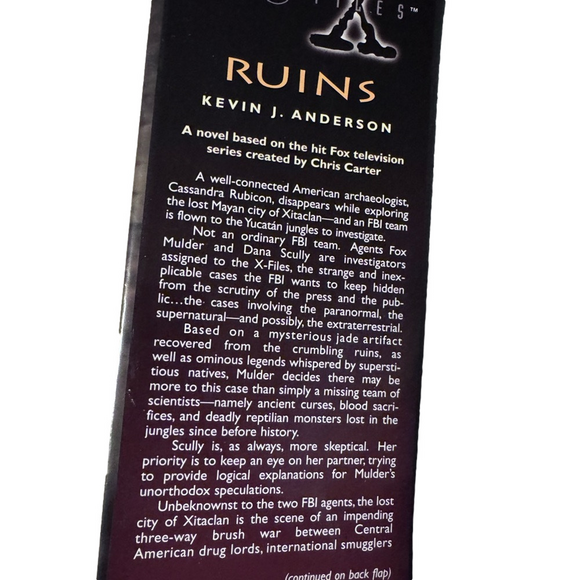 FILES™
RUINS
KEVIN J. ANDERSON
A novel based on the hit Fox television
series created by Chris Carter
A well-connected American archaeologist,
Cassandra Rubicon, disappears while exploring
the lost Mayan city of Xitaclan—and an FBI team
is flown to the Yucatán jungles to investigate.
Not an ordinary FBI team. Agents Fox
Mulder and Dana Scully are investigators
assigned to the X-Files, the strange and inex-
plicable cases the FBI wants to keep hidden
from the scrutiny of the press and the pub-
lic...the cases involving the paranormal, the
supernatural—and possibly, the extraterrestrial.
Based on a mysterious jade artifact
recovered from the crumbling ruins, as
well as ominous legends whispered by supersti-
tious natives, Mulder decides there may be
more to this case than simply a missing team of
scientists—namely ancient curses, blood sacri-
fices, and deadly reptilian monsters lost in the
jungles since before history.
Scully is, as always, more skeptical. Her
priority is to keep an eye on her partner, trying
to provide logical explanations for Mulder's
unorthodox speculations.
Unbeknownst to the two FBI agents, the lost
city of Xitaclan is the scene of an impending
three-way brush war between Central
American drug lords, international smugglers
(continued on back flap)